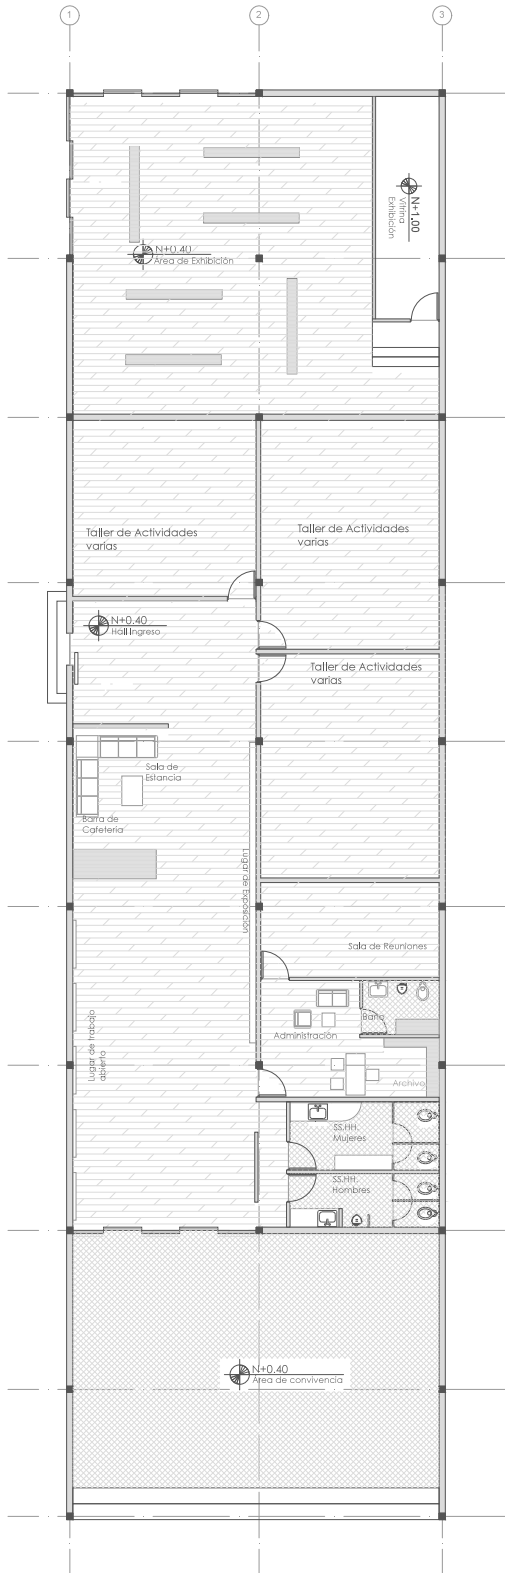 1
2
3
N+1.00
Vitrina
Exhibición
N+0.40
Área de Exhibición
Taller de Actividades
varias
Taller de Actividades
varias
N+0.40
Hall Ingreso
Taller de Actividades
varias
Sala de
Estancia
Barra de
Cafetería
Lugar de Exposción
Sala de Reuniones
Lugar de trabajo
abierto
Baño
Administración
Archivo
SS.HH.
Mujeres
SS.HH.
Hombres
N+0.40
Área de convivencia